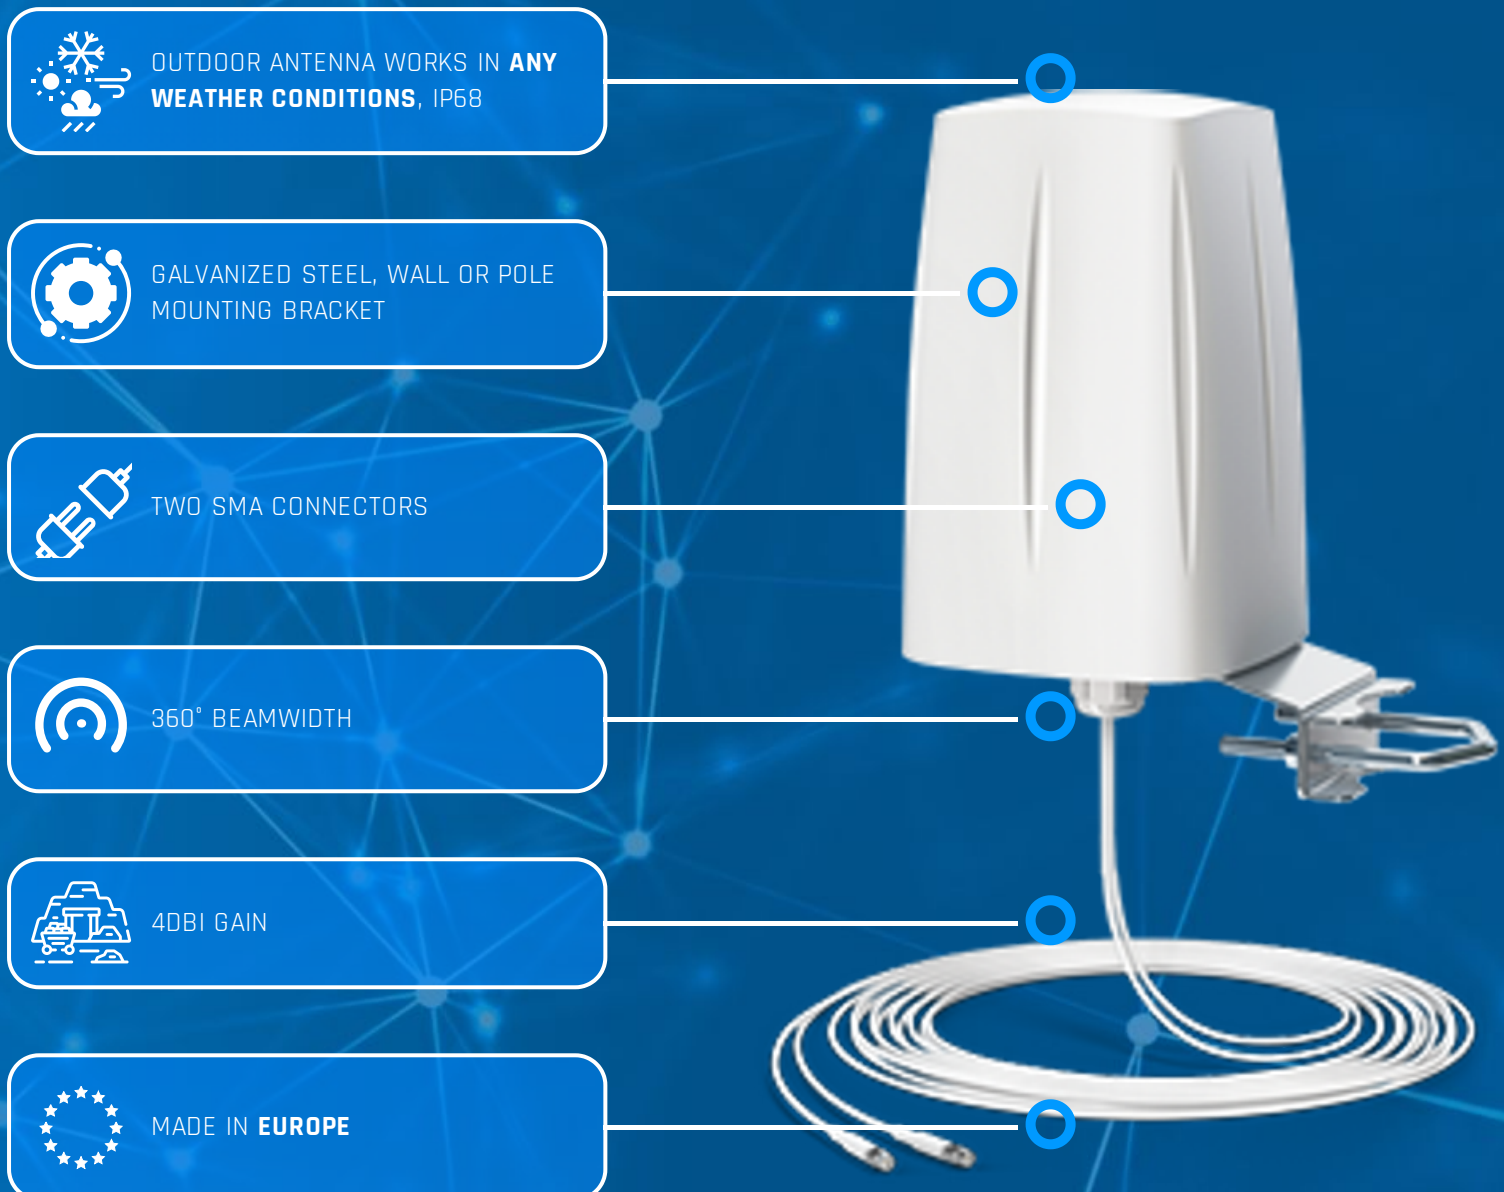 OUTDOOR ANTENNA WORKS IN ANY
WEATHER CONDITIONS, IP68
GALVANIZED STEEL, WALL OR POLE
MOUNTING BRACKET
TWO SMA CONNECTORS
360° BEAMWIDTH
4DBI GAIN
MADE IN EUROPE